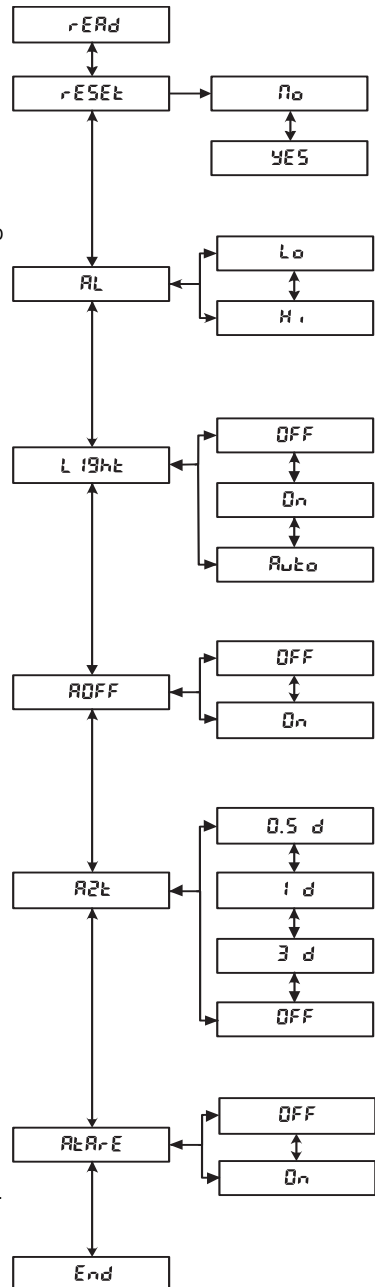 rEAd
rESEt
No
YES
AL
Lo
Hi
LIght
OFF
On
Auto
AOFF
OFF
On
AZt
0.5 d
1 d
3 d
OFF
AtArE
OFF
On
End